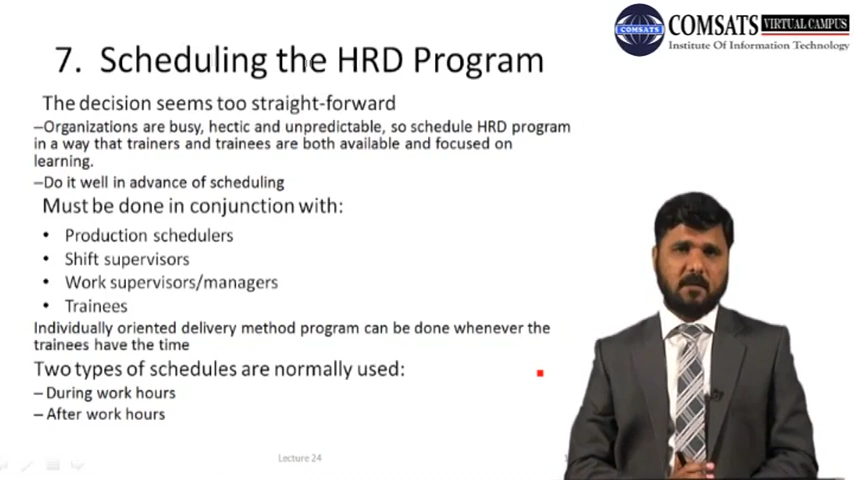 COMSATS
COMSATS VIRTUAL CAMPUS
Institute Of Information Technology
7. Scheduling the HRD Program
The decision seems too straight-forward
–Organizations are busy, hectic and unpredictable, so schedule HRD program
in a way that trainers and trainees are both available and focused on
learning.
–Do it well in advance of scheduling
Must be done in conjunction with:
• Production schedulers
• Shift supervisors
• Work supervisors/managers
• Trainees
Individually oriented delivery method program can be done whenever the
trainees have the time
Two types of schedules are normally used:
– During work hours
– After work hours
Lecture 24